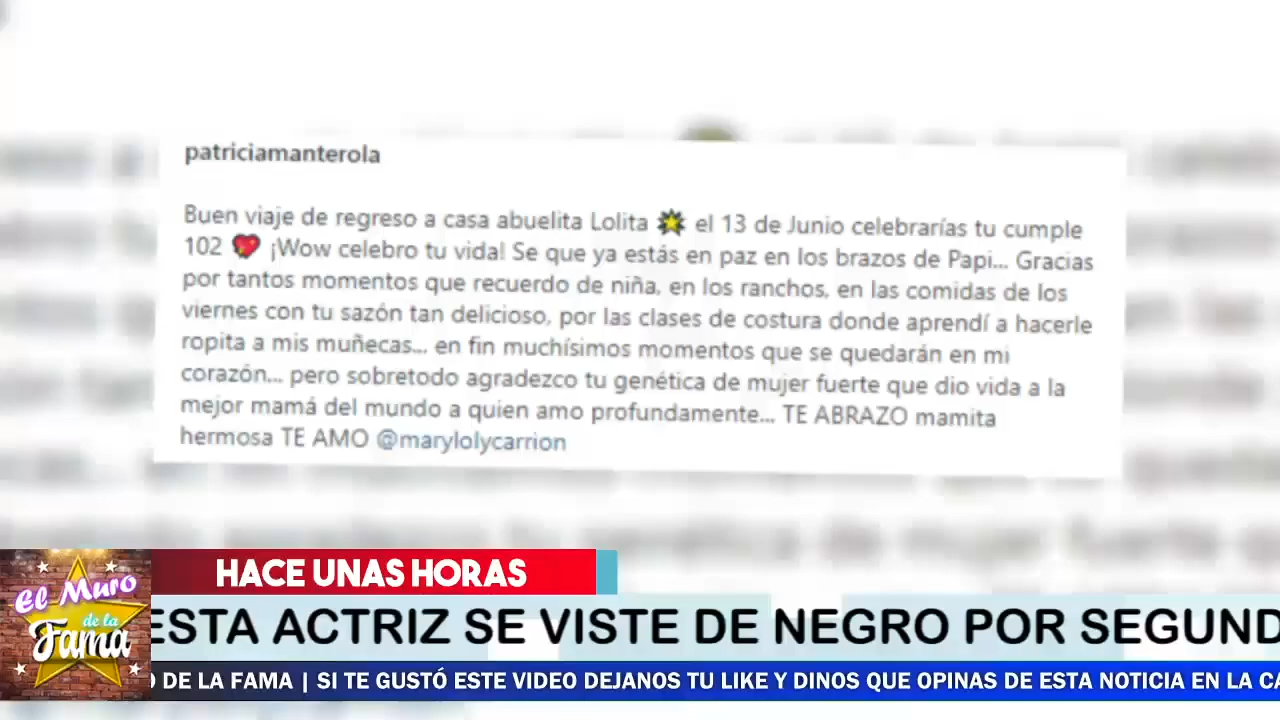 patriciamanterola
Buen viaje de regreso a casa abuelita Lolita 🌟 el 13 de Junio celebrarías tu cumple
102 💖 ¡Wow celebro tu vida! Se que ya estás en paz en los brazos de Papi... Gracias
por tantos momentos que recuerdo de niña, en los ranchos, en las comidas de los
viernes con tu sazón tan delicioso, por las clases de costura donde aprendí a hacerle
ropita a mis muñecas... en fin muchísimos momentos que se quedarán en mi
corazón... pero sobretodo agradezco tu genética de mujer fuerte que dio vida a la
mejor mamá del mundo a quien amo profundamente... TE ABRAZO mamita
hermosa TE AMO @marylolycarrion
HACE UNAS HORAS
El Muro
de la
Fama
ESTA ACTRIZ SE VISTE DE NEGRO POR SEGUND
O DE LA FAMA | SI TE GUSTÓ ESTE VIDEO DEJANOS TU LIKE Y DINOS QUE OPINAS DE ESTA NOTICIA EN LA CA